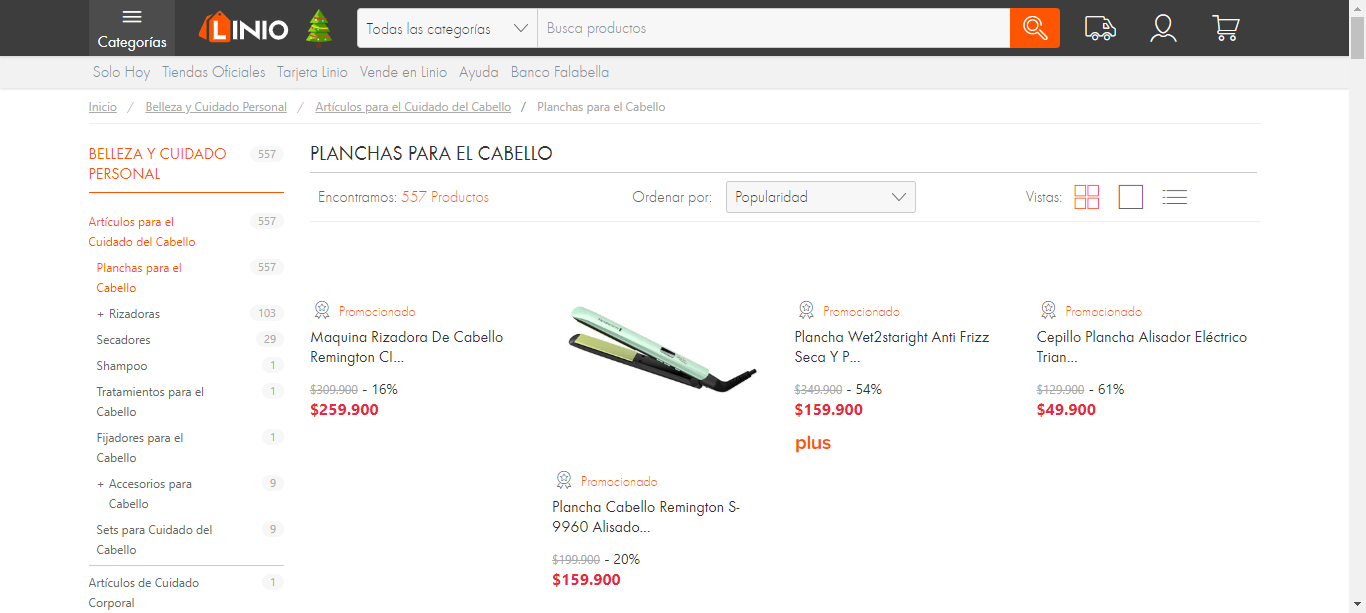 Categorías
LINIO
Todas las categorías
Busca productos
Solo Hoy
Tiendas Oficiales
Tarjeta Linio
Vende en Linio
Ayuda
Banco Falabella
Inicio / Belleza y Cuidado Personal / Artículos para el Cuidado del Cabello / Planchas para el Cabello
BELLEZA Y CUIDADO 557
PERSONAL
Artículos para el 557
Cuidado del Cabello
Planchas para el 557
Cabello
+ Rizadoras 103
Secadores 29
Shampoo 1
Tratamientos para el 1
Cabello
Fijadores para el 1
Cabello
+ Accesorios para 9
Cabello
Sets para Cuidado del 9
Cabello
Artículos de Cuidado 1
Corporal
PLANCHAS PARA EL CABELLO
Encontramos: 557 Productos
Ordenar por: Popularidad
Vistas:
Promocionado
Maquina Rizadora De Cabello
Remington CI...
$309.900 - 16%
$259.900
Promocionado
Plancha Cabello Remington S-
9960 Alisado...
$199.900 - 20%
$159.900
Promocionado
Plancha Wet2staright Anti Frizz
Seca Y P...
$349.900 - 54%
$159.900
plus
Promocionado
Cepillo Plancha Alisador Eléctrico
Trian...
$129.900 - 61%
$49.900